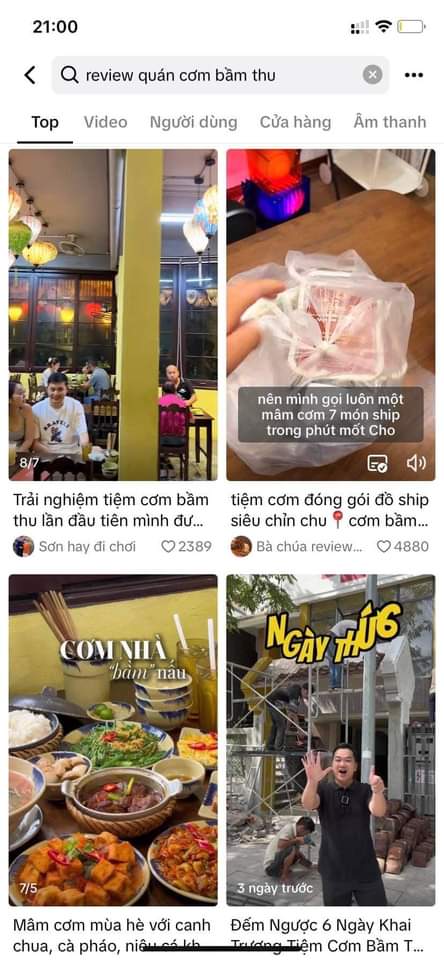 21:00
review quán cơm bầm thu
Top Video Người dùng Cửa hàng Âm thanh
8/7
nên mình gọi luôn một
mâm cơm 7 món ship
trong phút mốt Cho
Trải nghiệm tiệm cơm bầm
thu lần đầu tiên mình đư...
Sơn hay đi chơi 2389
tiệm cơm đóng gói đồ ship
siêu chỉn chu📍cơm bầm...
Bà chúa review... 4880
CƠM NHÀ
"bầm" nấu
7/5
Mâm cơm mùa hè với canh
chua, cà pháo, niêu cá kh...
NGÀY THỨ 6
3 ngày trước
Đếm Ngược 6 Ngày Khai
Trương Tiệm Cơm Bầm T...